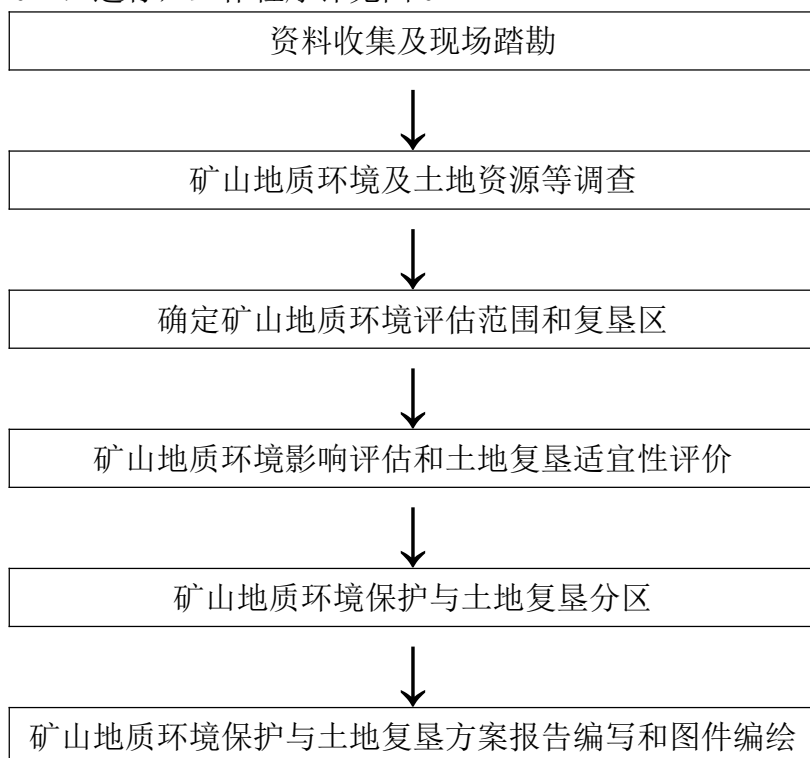 资料收集及现场踏勘
矿山地质环境及土地资源等调查
确定矿山地质环境评估范围和复垦区
矿山地质环境影响评估和土地复垦适宜性评价
矿山地质环境保护与土地复垦分区
矿山地质环境保护与土地复垦方案报告编写和图件编绘